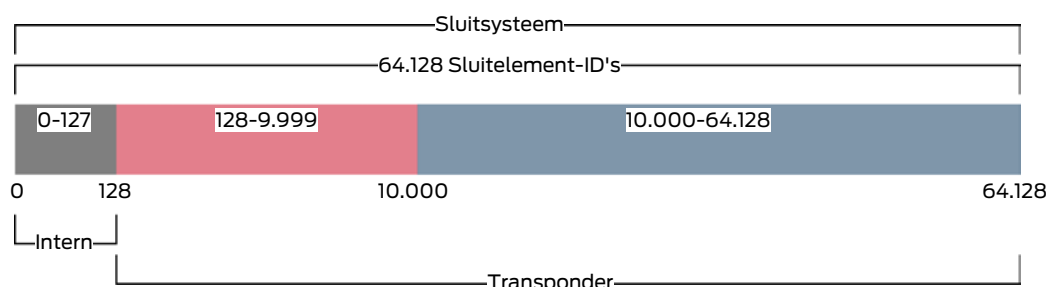 Sluitsysteem
64.128 Sluitelement-ID's
0-127 128-9.999 10.000-64.128
0 128 10.000 64.128
Intern
Transponder